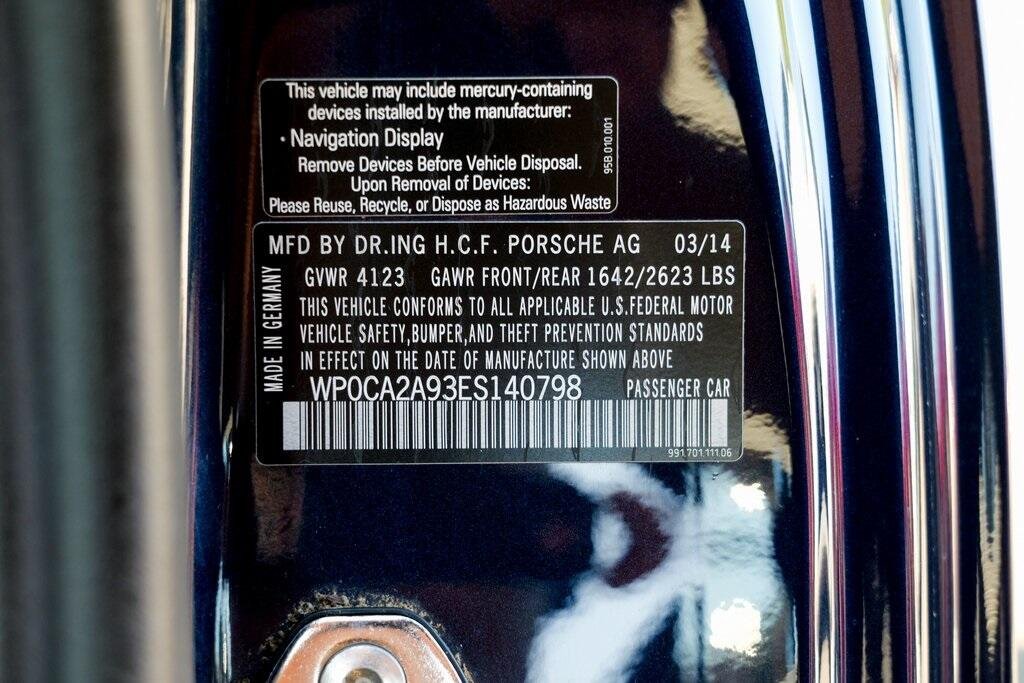 This vehicle may include mercury-containing
devices installed by the manufacturer:
· Navigation Display
Remove Devices Before Vehicle Disposal.
Upon Removal of Devices:
Please Reuse, Recycle, or Dispose as Hazardous Waste
95B.010.001
MFD BY DR.ING H.C.F. PORSCHE AG 03/14
GVWR 4123 GAWR FRONT/REAR 1642/2623 LBS
THIS VEHICLE CONFORMS TO ALL APPLICABLE U.S.FEDERAL MOTOR
VEHICLE SAFETY,BUMPER,AND THEFT PREVENTION STANDARDS
IN EFFECT ON THE DATE OF MANUFACTURE SHOWN ABOVE
MADE IN GERMANY
WP0CA2A93ES140798 PASSENGER CAR
991.701.111.06